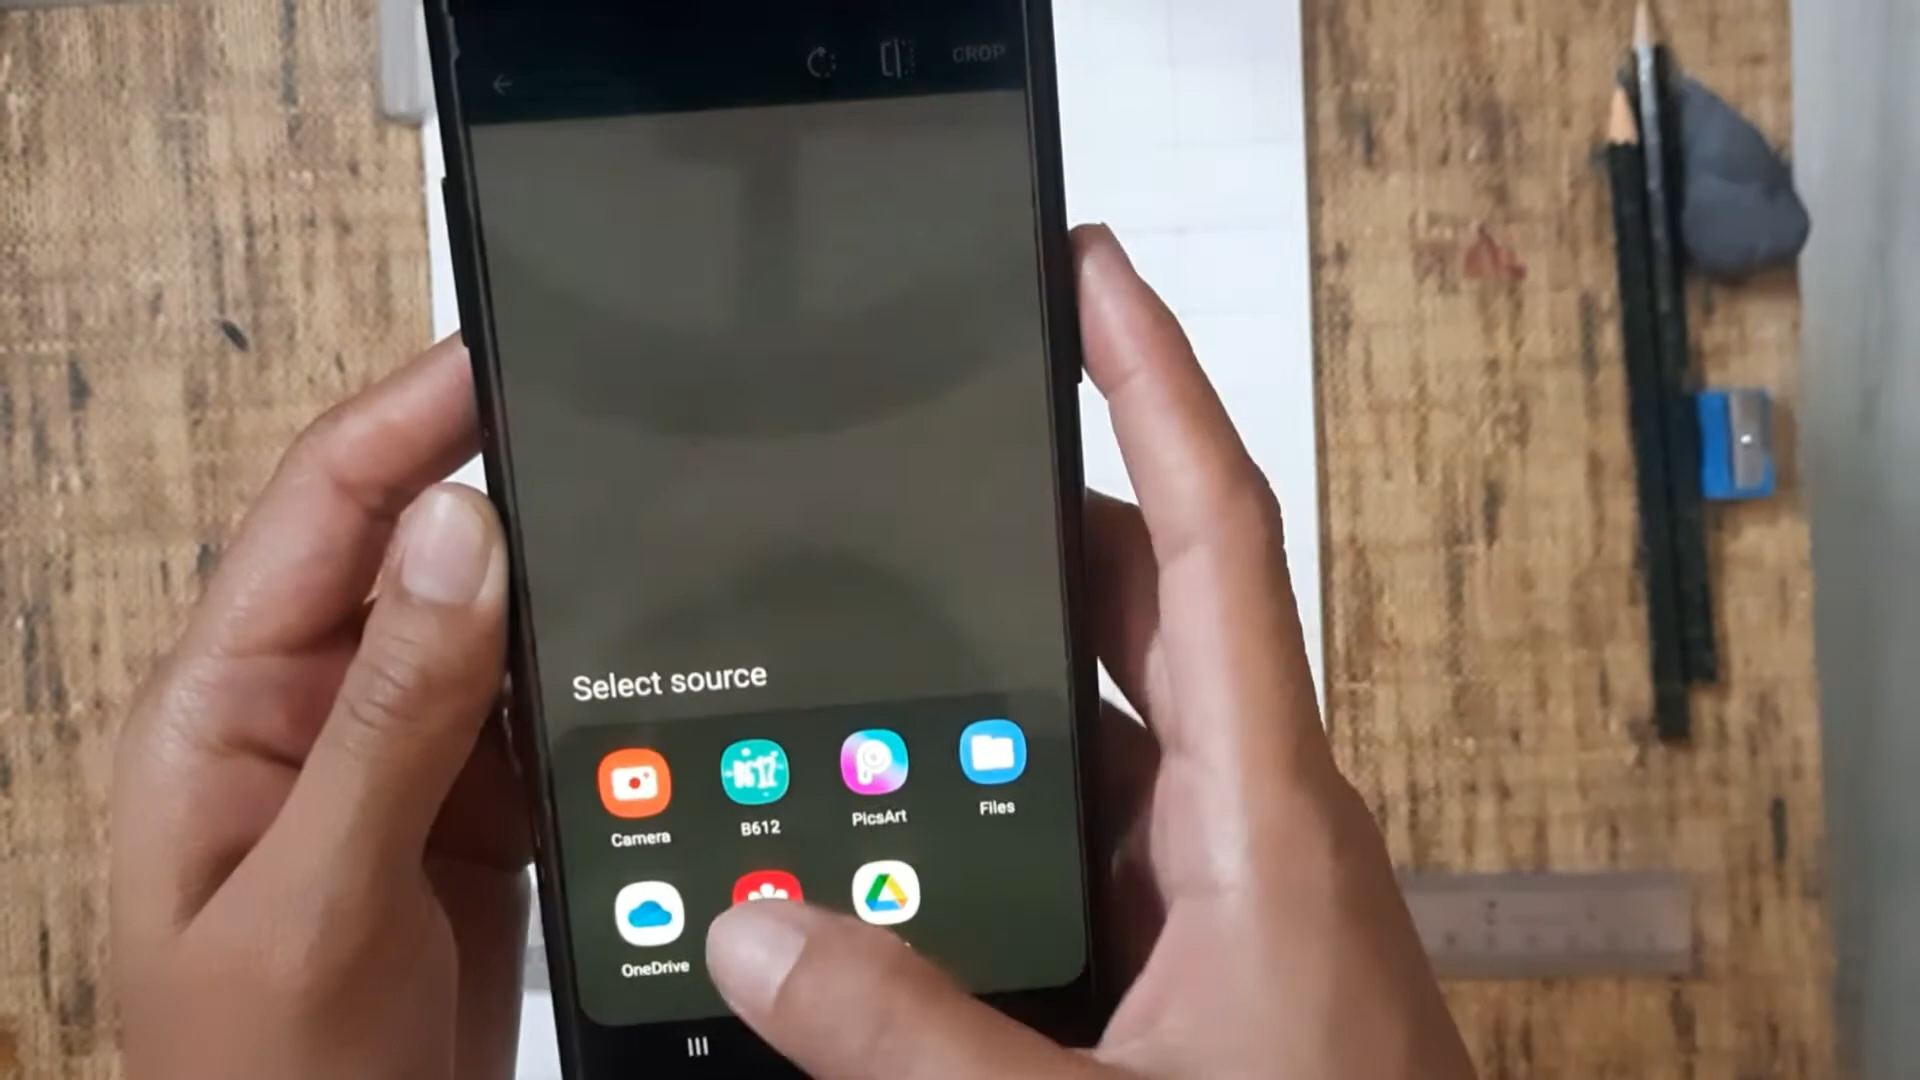 CROP
Select source
Camera
B612
PicsArt
Files
OneDrive